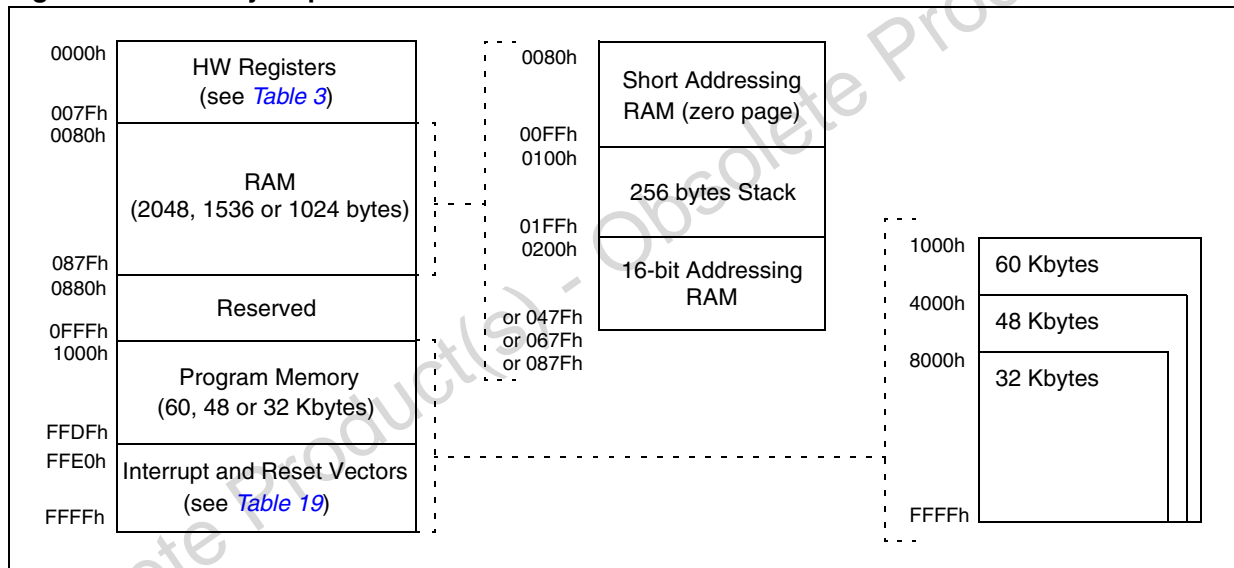 0000h
HW Registers
(see Table 3)
007Fh
0080h
RAM
(2048, 1536 or 1024 bytes)
087Fh
0880h
Reserved
0FFFh
1000h
Program Memory
(60, 48 or 32 Kbytes)
FFDFh
FFE0h
Interrupt and Reset Vectors
(see Table 19)
FFFFh
0080h
Short Addressing
RAM (zero page)
00FFh
0100h
256 bytes Stack
01FFh
0200h
16-bit Addressing
RAM
or 047Fh
or 067Fh
or 087Fh
1000h
60 Kbytes
4000h
48 Kbytes
8000h
32 Kbytes
FFFFh
Product(s) - Obsolete